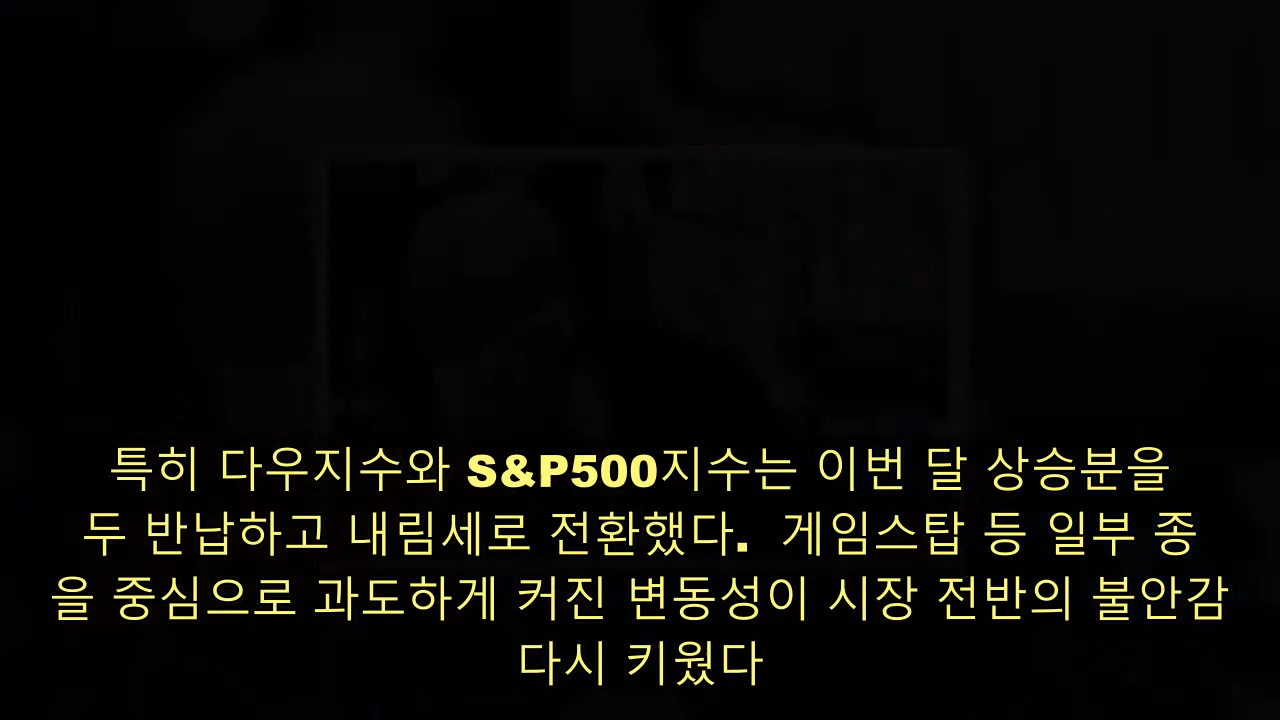 특히 다우지수와 S&P500지수는 이번 달 상승분을
두 반납하고 내림세로 전환했다. 게임스탑 등 일부 종
을 중심으로 과도하게 커진 변동성이 시장 전반의 불안감
다시 키웠다